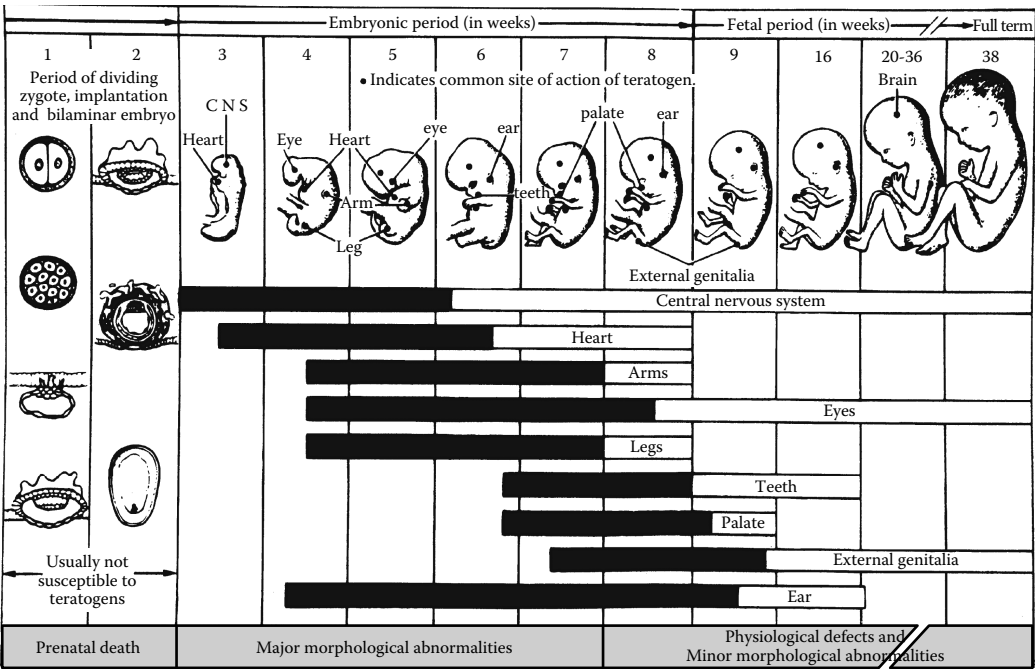 Embryonic period (in weeks)
Fetal period (in weeks)
Full term
1
2
3
4
5
6
7
8
9
16
20-36
38
Period of dividing
zygote, implantation
and bilaminar embryo
• Indicates common site of action of teratogen.
Brain
C N S
Heart
Eye
Heart
eye
ear
palate
ear
Arm
teeth
Leg
External genitalia
Central nervous system
Heart
Arms
Eyes
Legs
Teeth
Palate
External genitalia
Ear
Usually not
susceptible to
teratogens
Prenatal death
Major morphological abnormalities
Physiological defects and
Minor morphological abnormalities